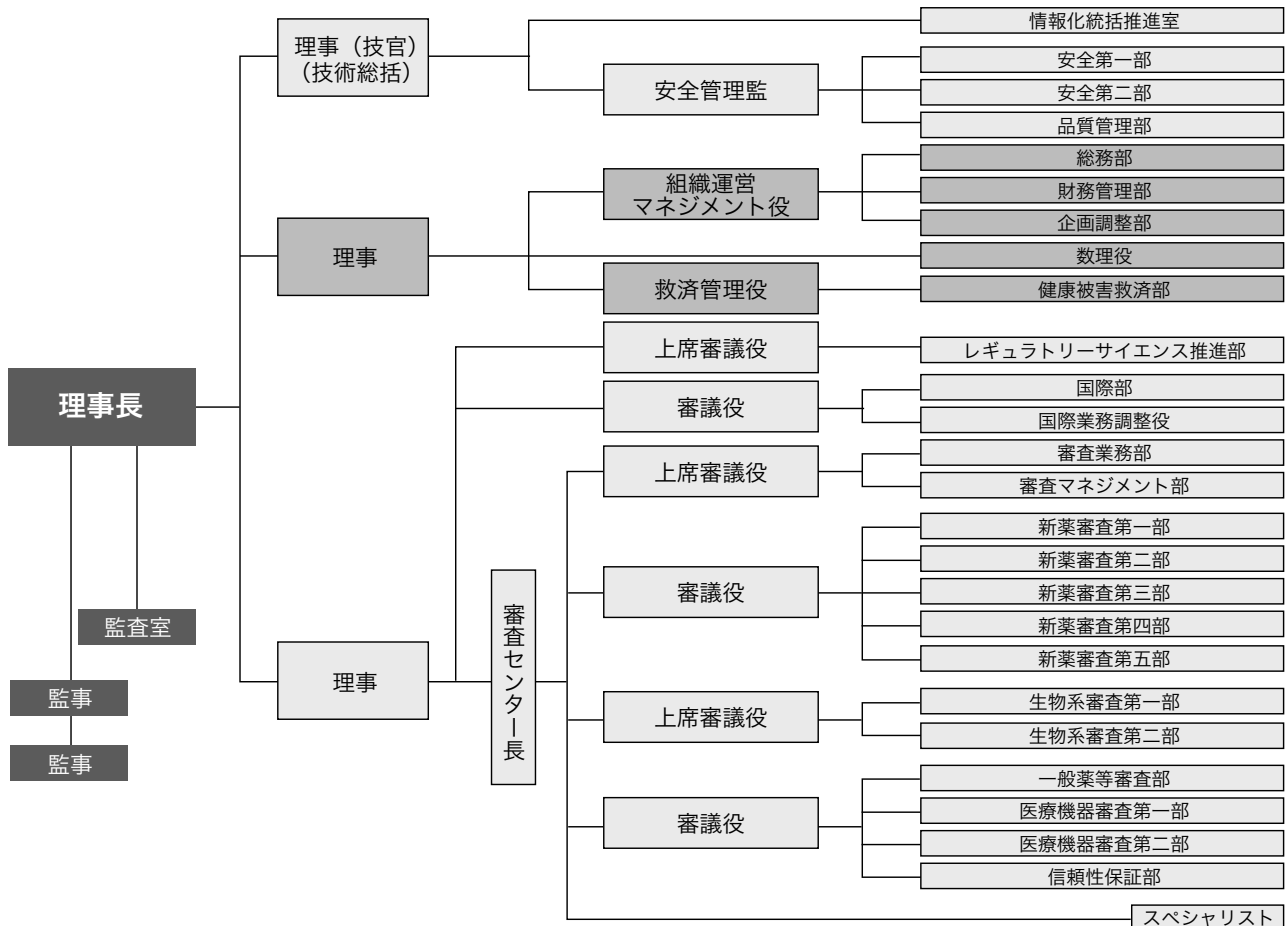 情報化統括推進室
理事（技官）
（技術総括）
安全管理監
安全第一部
安全第二部
品質管理部
理事
組織運営
マネジメント役
総務部
財務管理部
企画調整部
数理役
救済管理役
健康被害救済部
理事長
監査室
監事
監事
理事
上席審議役
レギュラトリーサイエンス推進部
審議役
国際部
国際業務調整役
審査センター長
上席審議役
審査業務部
審査マネジメント部
審議役
新薬審査第一部
新薬審査第二部
新薬審査第三部
新薬審査第四部
新薬審査第五部
上席審議役
生物系審査第一部
生物系審査第二部
審議役
一般薬等審査部
医療機器審査第一部
医療機器審査第二部
信頼性保証部
スペシャリスト